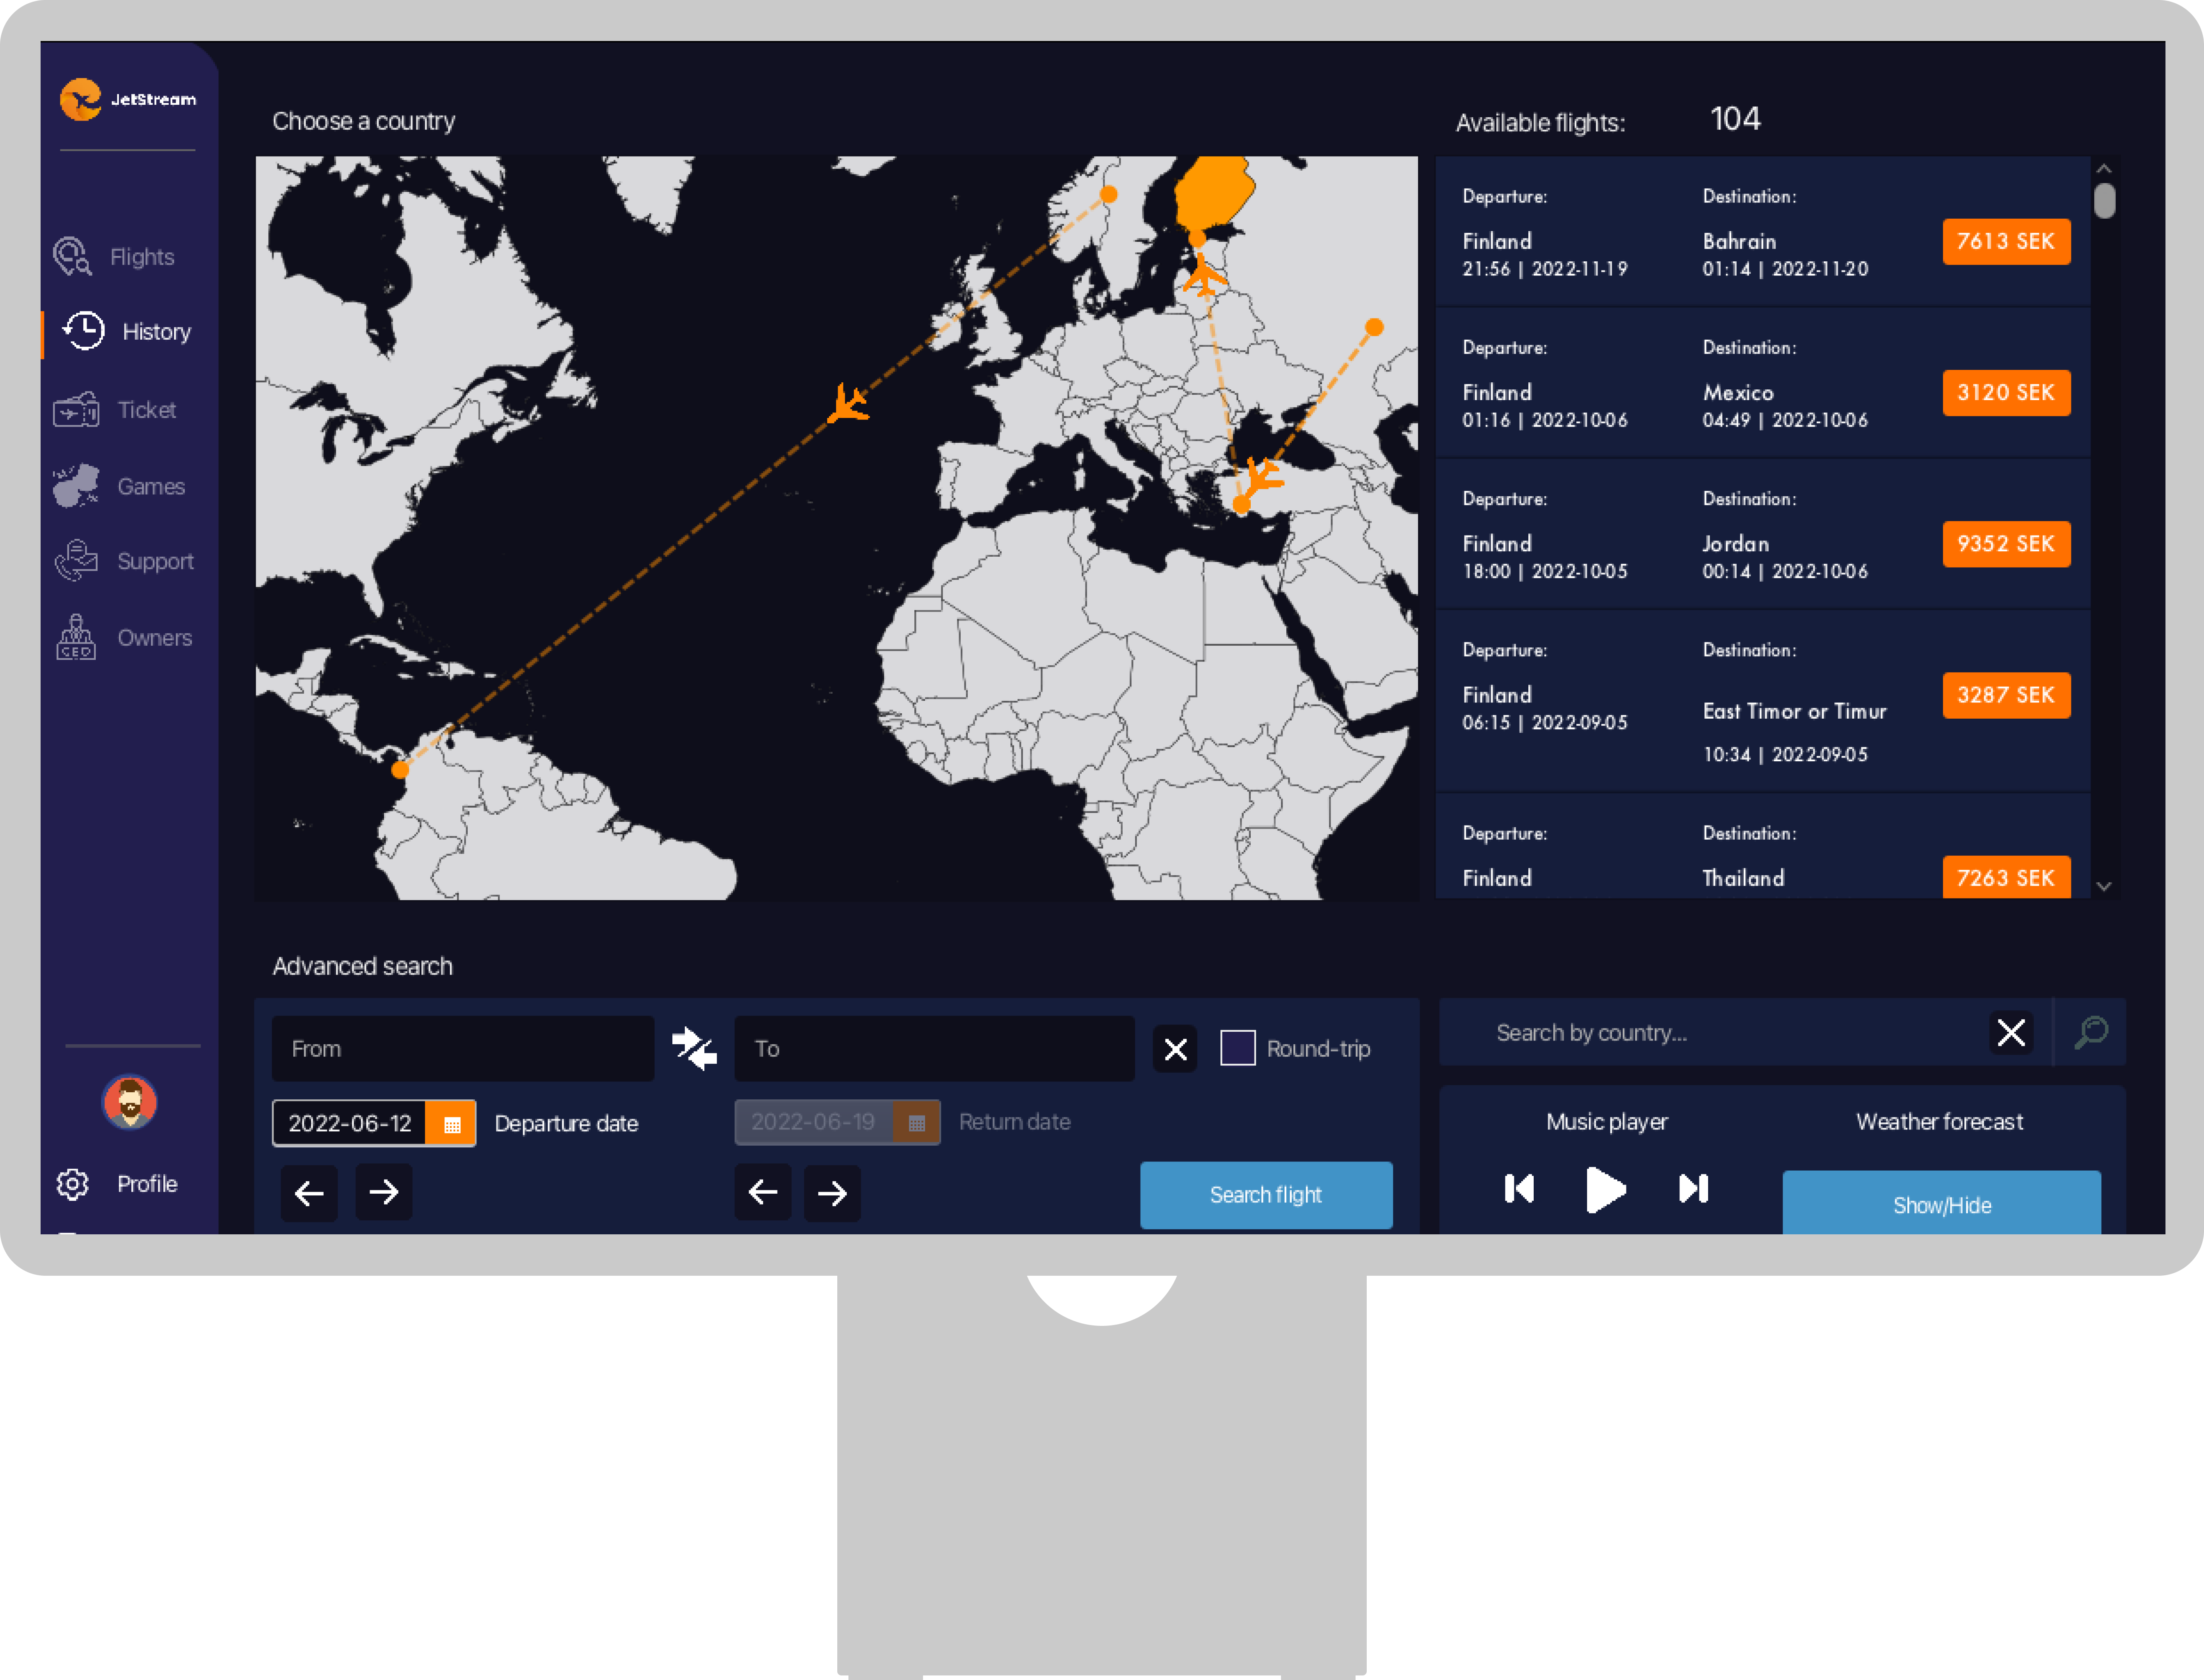 JetStream
Flights
History
Ticket
Games
Support
CEO
Owners
Profile
Choose a country
Available flights: 104
Departure: Destination:
Finland Bahrain 7613 SEK
21:56 | 2022-11-19 01:14 | 2022-11-20
Departure: Destination:
Finland Mexico 3120 SEK
01:16 | 2022-10-06 04:49 | 2022-10-06
Departure: Destination:
Finland Jordan 9352 SEK
18:00 | 2022-10-05 00:14 | 2022-10-06
Departure: Destination:
Finland East Timor or Timur 3287 SEK
06:15 | 2022-09-05 10:34 | 2022-09-05
Departure: Destination:
Finland Thailand 7263 SEK
Advanced search
From To Round-trip
2022-06-12 Departure date 2022-06-19 Return date
Search flight
Search by country...
Music player Weather forecast
Show/Hide